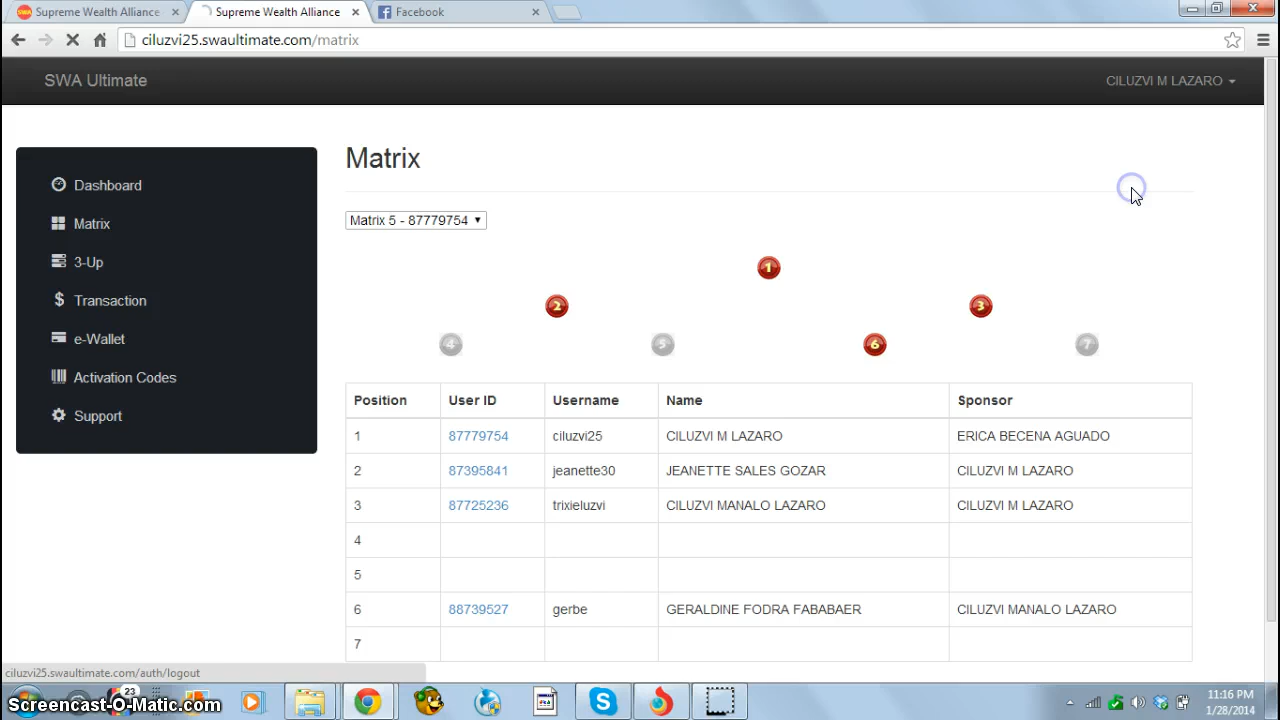 Supreme Wealth Alliance
Supreme Wealth Alliance
Facebook
ciluzvi25.swaultimate.com/matrix
SWA Ultimate
CILUZVI M LAZARO
Dashboard
Matrix
3-Up
Transaction
e-Wallet
Activation Codes
Support
Matrix
Matrix 5 - 87779754
1
2 3
4 5 6 7
Position User ID Username Name Sponsor
1 87779754 ciluzvi25 CILUZVI M LAZARO ERICA BECENA AGUADO
2 87395841 jeanette30 JEANETTE SALES GOZAR CILUZVI M LAZARO
3 87725236 trixieluzvi CILUZVI MANALO LAZARO CILUZVI M LAZARO
4
5
6 88739527 gerbe GERALDINE FODRA FABABAER CILUZVI MANALO LAZARO
7
ciluzvi25.swaultimate.com/auth/logout
23
Screencast-O-Matic.com
11:16 PM
1/28/2014